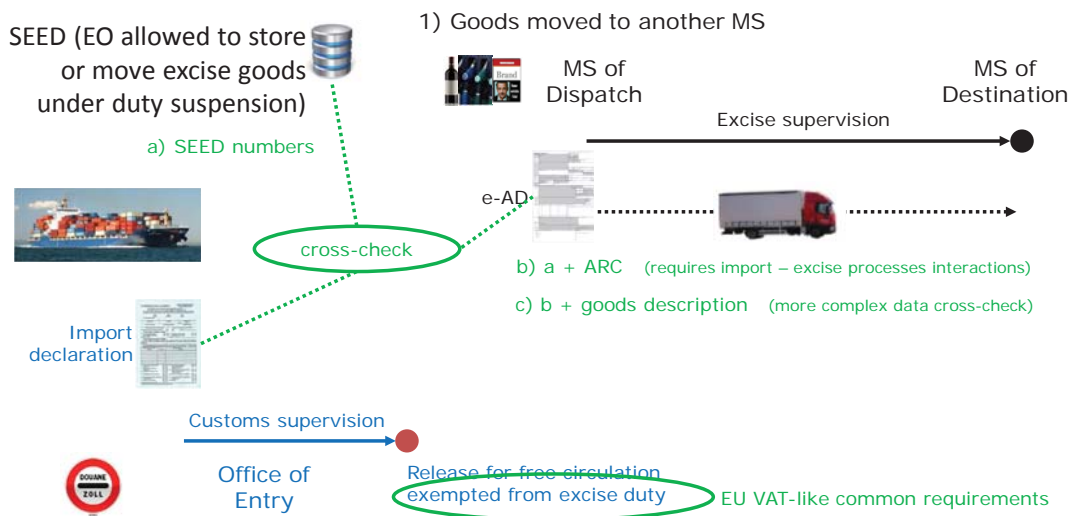 SEED (EO allowed to store
or move excise goods
under duty suspension)
a) SEED numbers
1) Goods moved to another MS
Brand
MS of
Dispatch
MS of
Destination
Excise supervision
e-AD
cross-check
b) a + ARC (requires import – excise processes interactions)
c) b + goods description (more complex data cross-check)
Import
declaration
Customs supervision
DOUANE
ZOLL
Office of
Entry
Release for free circulation
exempted from excise duty
EU VAT-like common requirements